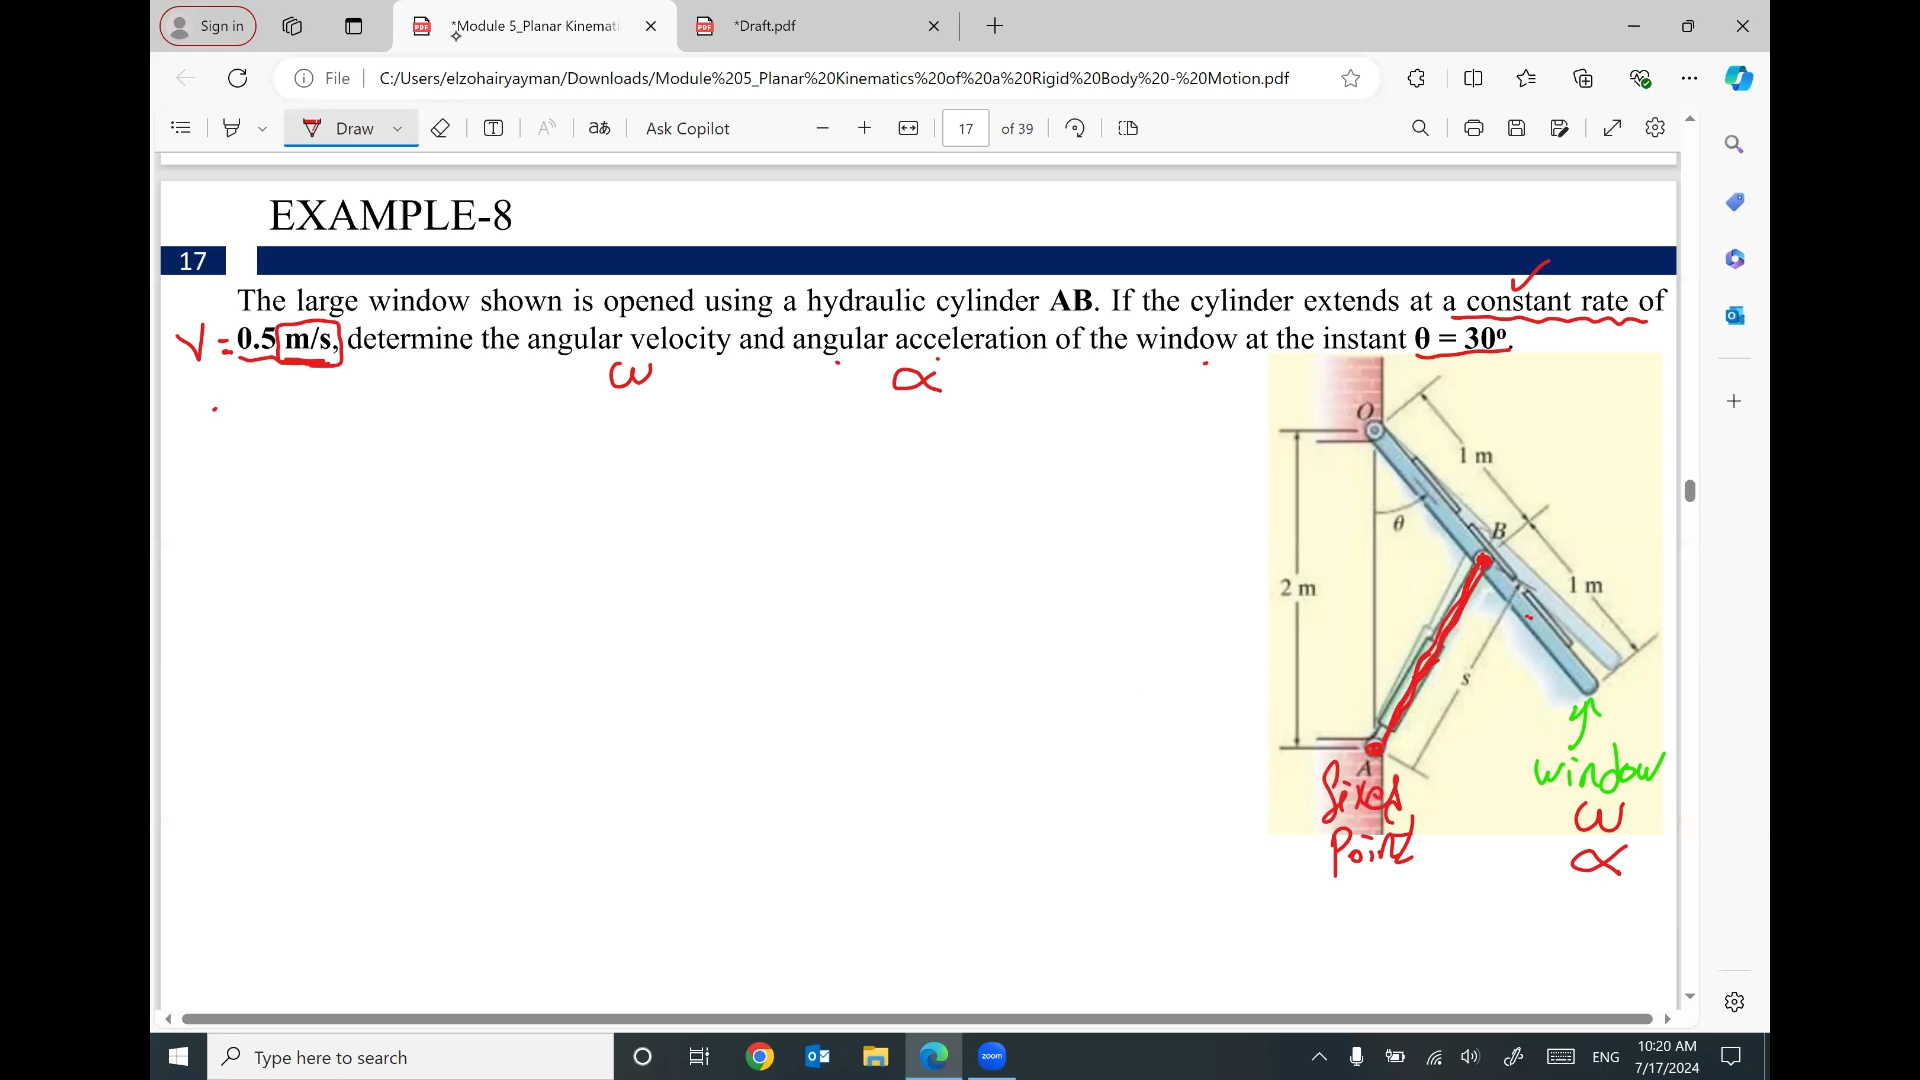 Sign in
*Module 5_Planar Kinemati
*Draft.pdf
File
C:/Users/elzohairyayman/Downloads/Module%205_Planar%20Kinematics%20of%20a%20Rigid%20Body%20-%20Motion.pdf
Draw
Ask Copilot
17 of 39
EXAMPLE-8
17
The large window shown is opened using a hydraulic cylinder AB. If the cylinder extends at a constant rate of
V = 0.5 m/s, determine the angular velocity and angular acceleration of the window at the instant θ = 30º.
ω
α
O
1 m
θ
B
2 m
1 m
s
A
fixed
Point
window
ω
α
Type here to search
zoom
ENG
10:20 AM
7/17/2024